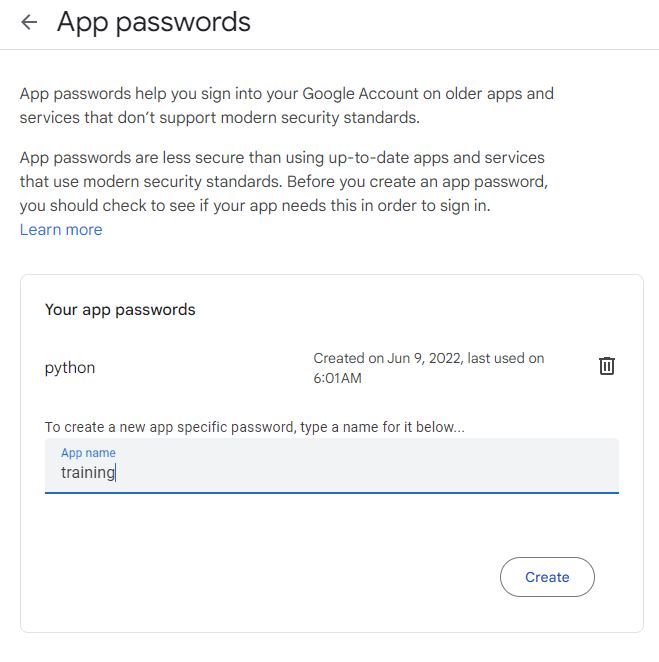 App passwords
App passwords help you sign into your Google Account on older apps and
services that don’t support modern security standards.
App passwords are less secure than using up-to-date apps and services
that use modern security standards. Before you create an app password,
you should check to see if your app needs this in order to sign in.
Learn more
Your app passwords
python
Created on Jun 9, 2022, last used on
6:01AM
To create a new app specific password, type a name for it below...
App name
training
Create